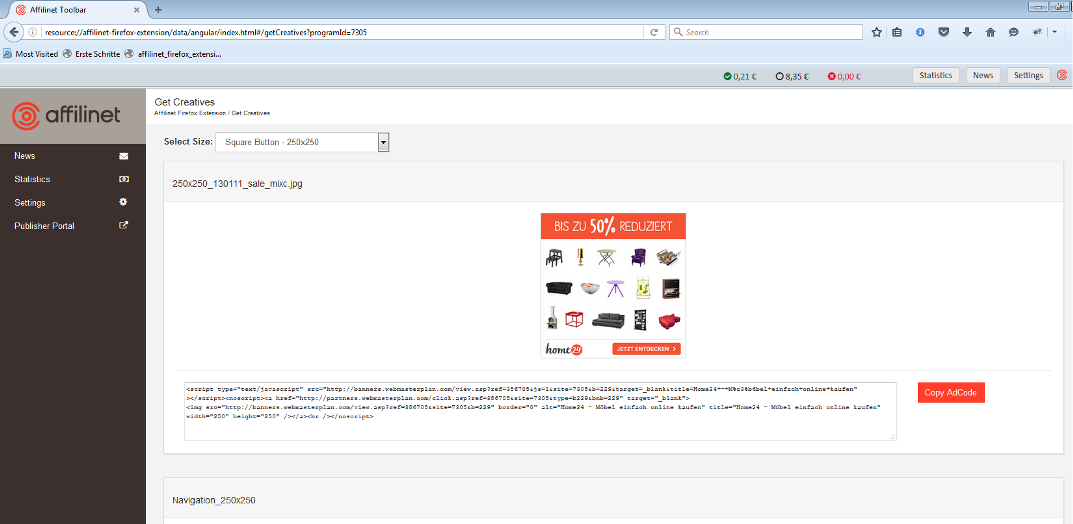 Affilinet Toolbar
resource://affilinet-firefox-extension/data/angular/index.html#/getCreatives?programId=7305
Search
Most Visited Erste Schritte affilinet_firefox_extensi...
0,21 € 8,35 € 0,00 € Statistics News Settings
affilinet
Get Creatives
Affilinet Firefox Extension / Get Creatives
News
Statistics
Settings
Publisher Portal
Select Size: Square Button - 250x250
250x250_130111_sale_mixc.jpg
BIS ZU 50% REDUZIERT
home24 JETZT ENTDECKEN
<script type="text/javascript" src="http://banners.webmasterplan.com/view.asp?ref=386705&js=1&site=7305&b=229&target=_blank&title=Home24+-+M%c3%b6bel+einfach+online+kaufen"
></script><noscript><a href="http://partners.webmasterplan.com/click.asp?ref=386705&site=7305&type=b229&bnb=229" target="_blank">
<img src="http://banners.webmasterplan.com/view.asp?ref=386705&site=7305&b=229" border="0" alt="Home24 - Möbel einfach online kaufen" title="Home24 - Möbel einfach online kaufen"
width="250" height="250" /></a><br /></noscript>
Copy AdCode
Navigation_250x250